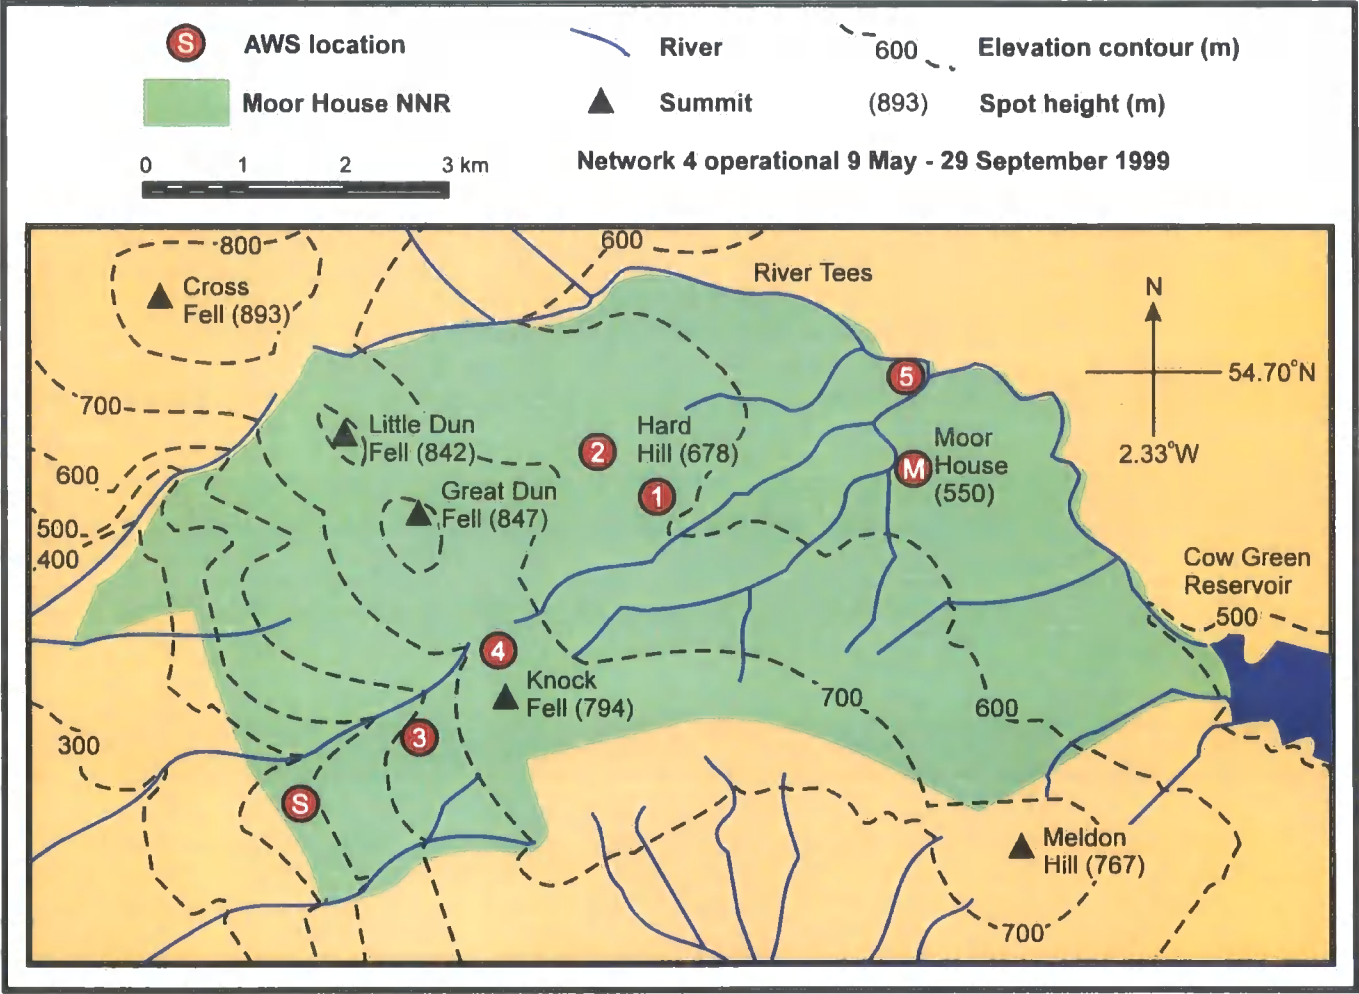 S AWS location
River
600 Elevation contour (m)
Moor House NNR
Summit
(893) Spot height (m)
0 1 2 3 km
Network 4 operational 9 May - 29 September 1999
800
600
River Tees
Cross
Fell (893)
N
54.70°N
2.33°W
5
700
Little Dun
Fell (842)
2
Hard
Hill (678)
Moor
House
(550)
M
600
Great Dun
Fell (847)
1
500
400
Cow Green
Reservoir
500
4
Knock
Fell (794)
700
600
300
3
S
Meldon
Hill (767)
700